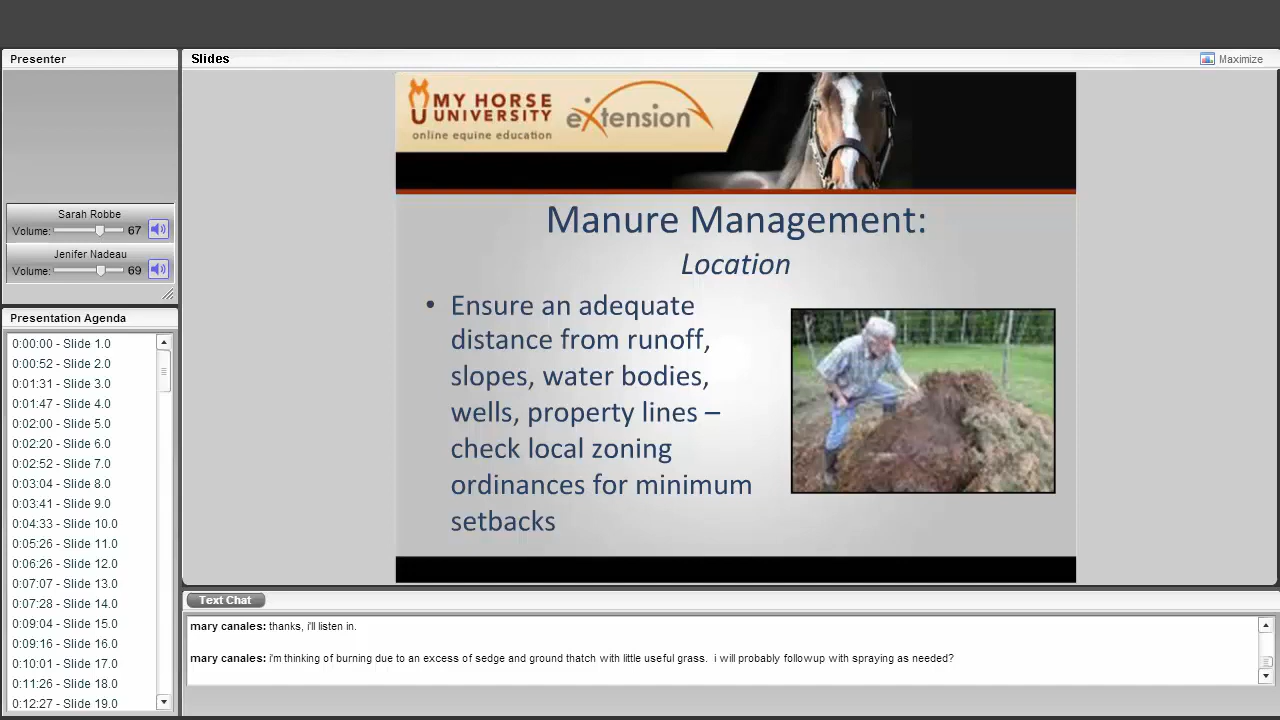 Presenter
Sarah Robbe
Volume: 67
Jenifer Nadeau
Volume: 69
Presentation Agenda
0:00:00 - Slide 1.0
0:00:52 - Slide 2.0
0:01:31 - Slide 3.0
0:01:47 - Slide 4.0
0:02:00 - Slide 5.0
0:02:20 - Slide 6.0
0:02:52 - Slide 7.0
0:03:04 - Slide 8.0
0:03:41 - Slide 9.0
0:04:33 - Slide 10.0
0:05:26 - Slide 11.0
0:06:26 - Slide 12.0
0:07:07 - Slide 13.0
0:07:28 - Slide 14.0
0:09:04 - Slide 15.0
0:09:16 - Slide 16.0
0:10:01 - Slide 17.0
0:11:26 - Slide 18.0
0:12:27 - Slide 19.0
Slides
Maximize
MY HORSE
UNIVERSITY
online equine education
eXtension
Manure Management:
Location
• Ensure an adequate
distance from runoff,
slopes, water bodies,
wells, property lines –
check local zoning
ordinances for minimum
setbacks
Text Chat
mary canales: thanks, i'll listen in.
mary canales: i'm thinking of burning due to an excess of sedge and ground thatch with little useful grass.  i will probably followup with spraying as needed?